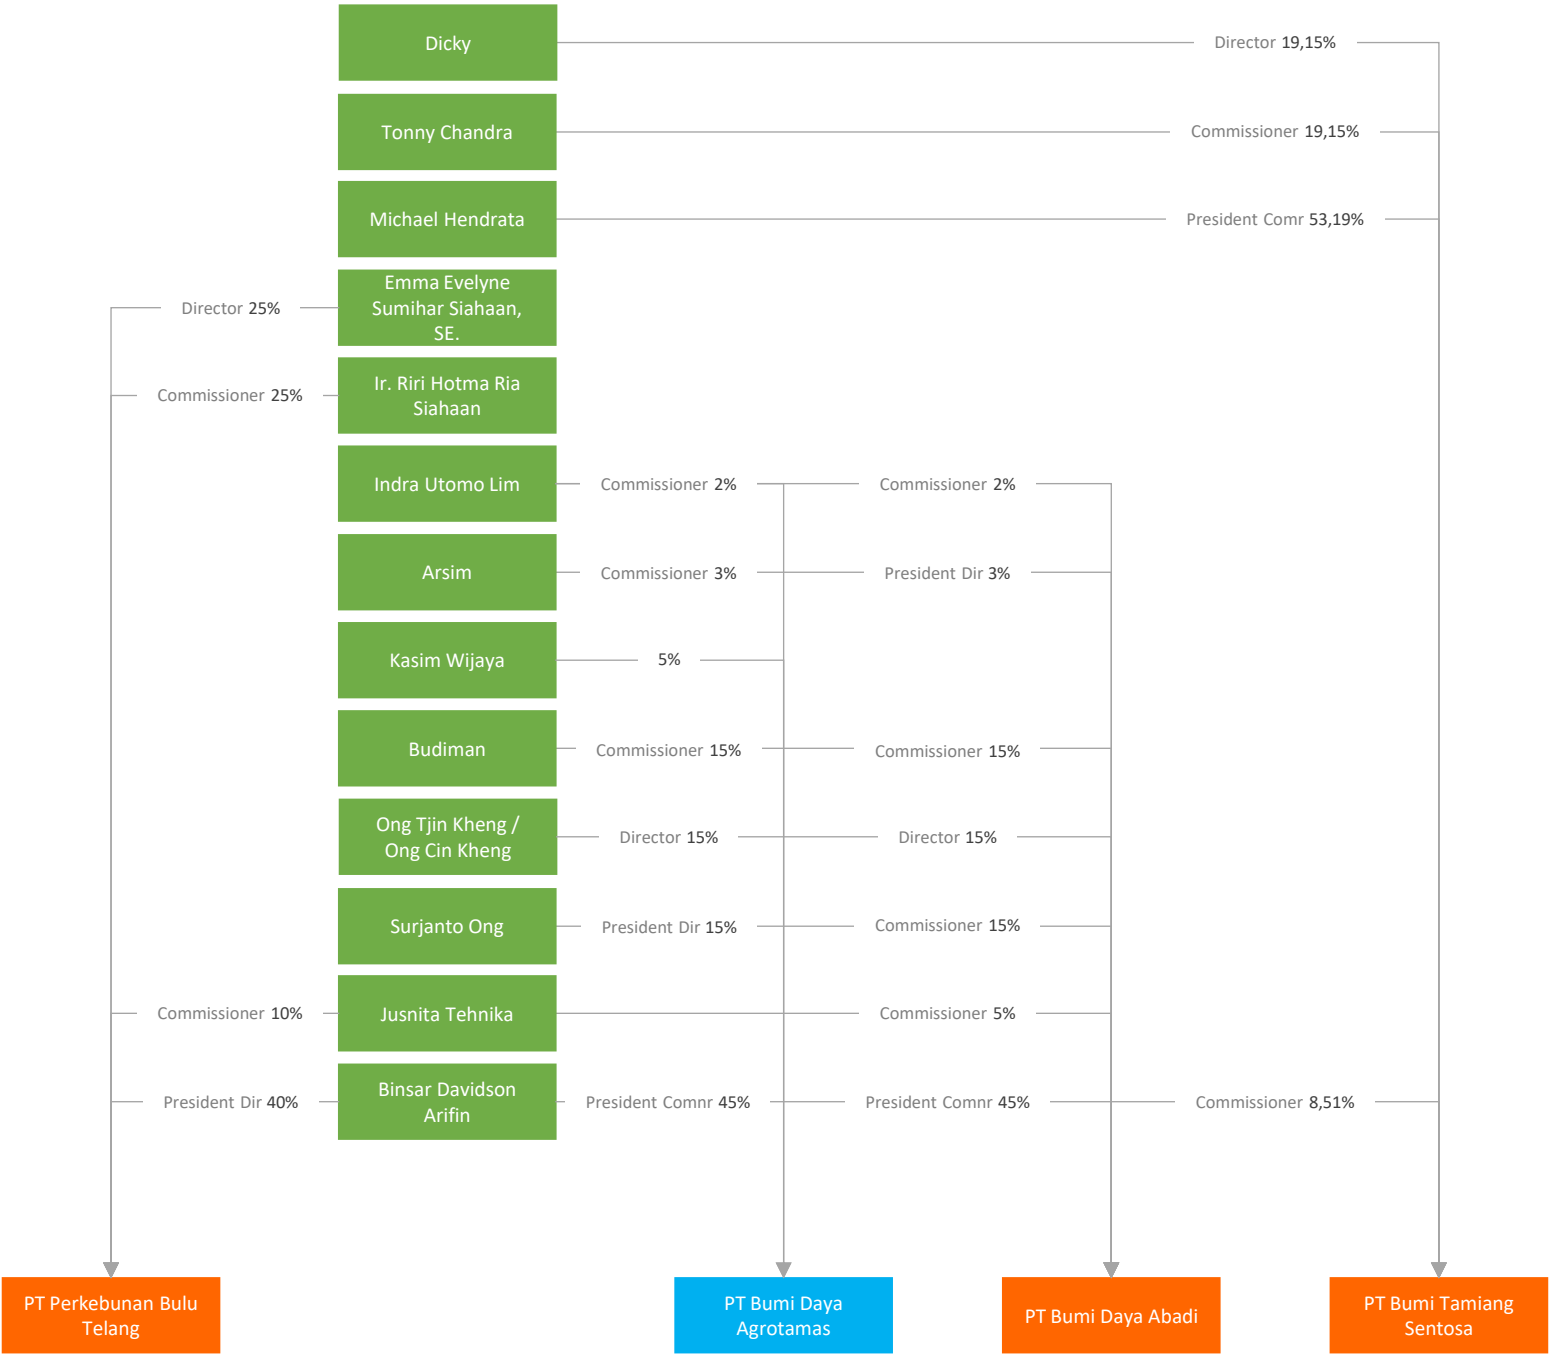 Dicky
Director 19,15%
Tonny Chandra
Commissioner 19,15%
Michael Hendrata
President Comr 53,19%
Director 25%
Emma Evelyne
Sumihar Siahaan,
SE.
Commissioner 25%
Ir. Riri Hotma Ria
Siahaan
Indra Utomo Lim
Commissioner 2%
Commissioner 2%
Arsim
Commissioner 3%
President Dir 3%
Kasim Wijaya
5%
Budiman
Commissioner 15%
Commissioner 15%
Ong Tjin Kheng /
Ong Cin Kheng
Director 15%
Director 15%
Surjanto Ong
President Dir 15%
Commissioner 15%
Commissioner 10%
Jusnita Tehnika
Commissioner 5%
President Dir 40%
Binsar Davidson
Arifin
President Comnr 45%
President Comnr 45%
Commissioner 8,51%
PT Perkebunan Bulu
Telang
PT Bumi Daya
Agrotamas
PT Bumi Daya Abadi
PT Bumi Tamiang
Sentosa